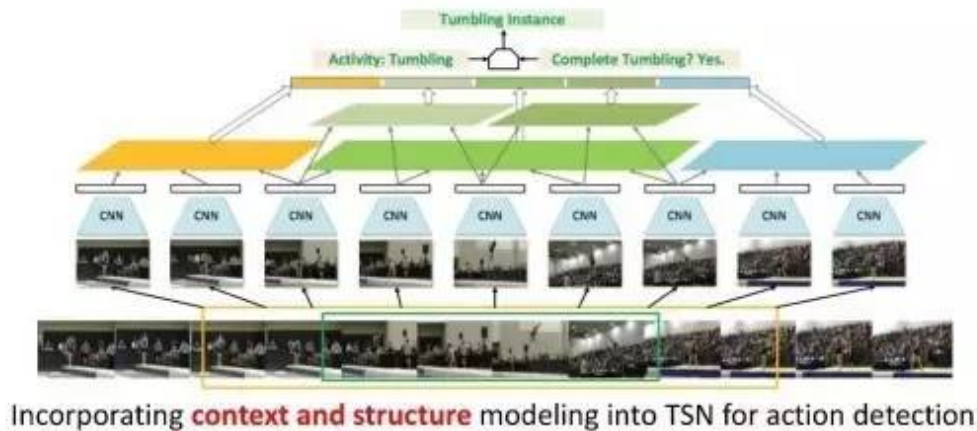 Tumbling Instance
Activity: Tumbling Complete Tumbling? Yes.
CNN CNN CNN CNN CNN CNN CNN CNN CNN
Incorporating context and structure modeling into TSN for action detection